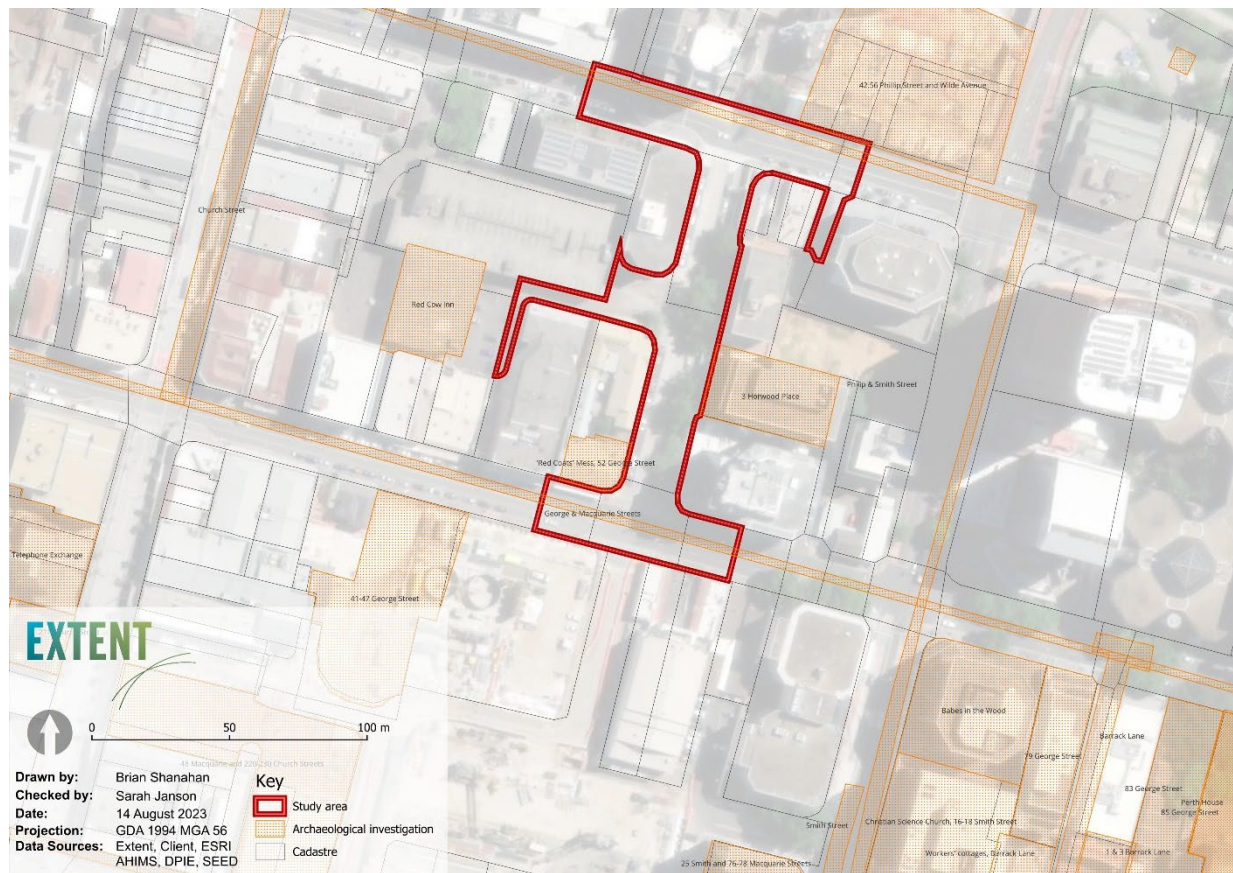 42-56 Phillip Street and Wilde Avenue
Church Street
Red Cow Inn
Philip & Smith Street
3 Horwood Place
'Red Coats' Mess, 52 George Street
George & Macquarie Streets
Telephone Exchange
41-47 George Street
Babes in the Wood
Barrack Lane
79 George Street
83 George Street
Perth House
85 George Street
Smith Street
Christian Science Church, 16-18 Smith Street
Workers' cottages, Barrack Lane
1 & 3 Barrack Lane
25 Smith and 76-78 Macquarie Streets
EXTENT
0 50 100 m
Drawn by: Brian Shanahan
Checked by: Sarah Janson
Date: 14 August 2023
Projection: GDA 1994 MGA 56
Data Sources: Extent, Client, ESRI
AHIMS, DPIE, SEED
Key
Study area
Archaeological investigation
Cadastre